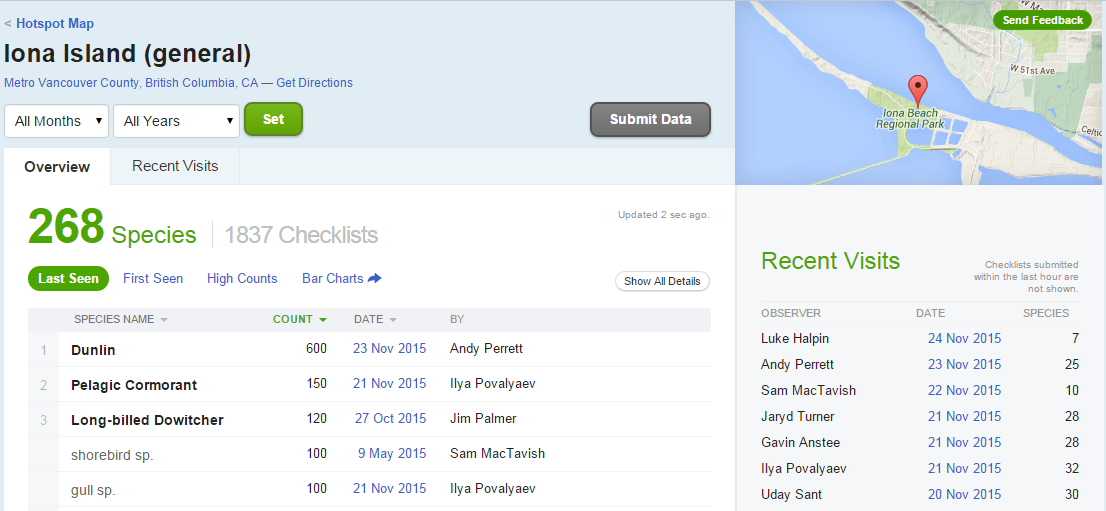 < Hotspot Map
Iona Island (general)
Metro Vancouver County, British Columbia, CA — Get Directions
All Months All Years Set Submit Data
Overview Recent Visits
268 Species 1837 Checklists
Updated 2 sec ago.
Last Seen First Seen High Counts Bar Charts
Show All Details
SPECIES NAME COUNT DATE BY
1 Dunlin 600 23 Nov 2015 Andy Perrett
2 Pelagic Cormorant 150 21 Nov 2015 Ilya Povalyaev
3 Long-billed Dowitcher 120 27 Oct 2015 Jim Palmer
shorebird sp. 100 9 May 2015 Sam MacTavish
gull sp. 100 21 Nov 2015 Ilya Povalyaev
Send Feedback
W 51st Ave
Iona Beach
Regional Park
Celtic
Recent Visits
Checklists submitted
within the last hour are
not shown.
OBSERVER DATE SPECIES
Luke Halpin 24 Nov 2015 7
Andy Perrett 23 Nov 2015 25
Sam MacTavish 22 Nov 2015 10
Jaryd Turner 21 Nov 2015 28
Gavin Anstee 21 Nov 2015 28
Ilya Povalyaev 21 Nov 2015 32
Uday Sant 20 Nov 2015 30